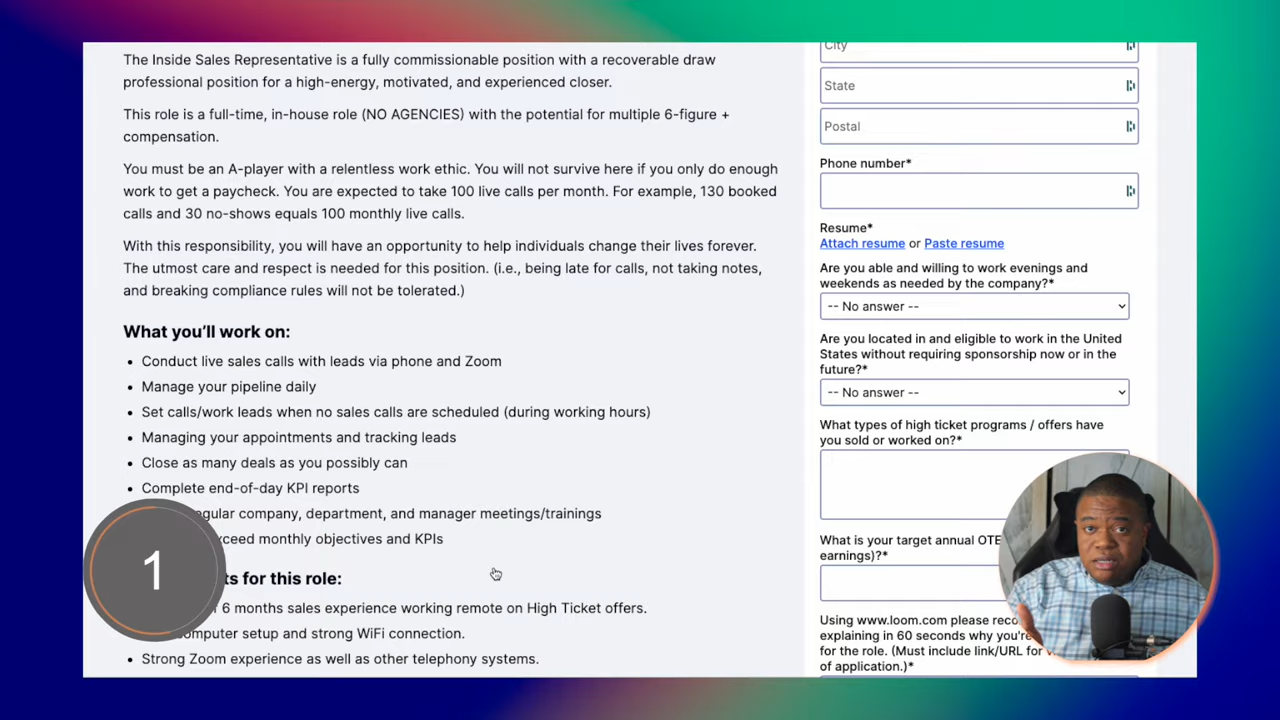 The Inside Sales Representative is a fully commissionable position with a recoverable draw
professional position for a high-energy, motivated, and experienced closer.
This role is a full-time, in-house role (NO AGENCIES) with the potential for multiple 6-figure +
compensation.
You must be an A-player with a relentless work ethic. You will not survive here if you only do enough
work to get a paycheck. You are expected to take 100 live calls per month. For example, 130 booked
calls and 30 no-shows equals 100 monthly live calls.
With this responsibility, you will have an opportunity to help individuals change their lives forever.
The utmost care and respect is needed for this position. (i.e., being late for calls, not taking notes,
and breaking compliance rules will not be tolerated.)
What you’ll work on:
• Conduct live sales calls with leads via phone and Zoom
• Manage your pipeline daily
• Set calls/work leads when no sales calls are scheduled (during working hours)
• Managing your appointments and tracking leads
• Close as many deals as you possibly can
• Complete end-of-day KPI reports
company, department, and manager meetings/trainings
monthly objectives and KPIs
for this role:
6 months sales experience working remote on High Ticket offers.
setup and strong WiFi connection.
• Strong Zoom experience as well as other telephony systems.
1
City
State
Postal
Phone number*
Resume*
Attach resume or Paste resume
Are you able and willing to work evenings and
weekends as needed by the company?*
-- No answer --
Are you located in and eligible to work in the United
States without requiring sponsorship now or in the
future?*
-- No answer --
What types of high ticket programs / offers have
you sold or worked on?*
What is your target annual OTE
earnings)?*
Using www.loom.com please
explaining in 60 seconds why you're
for the role. (Must include link/URL for
of application.)*